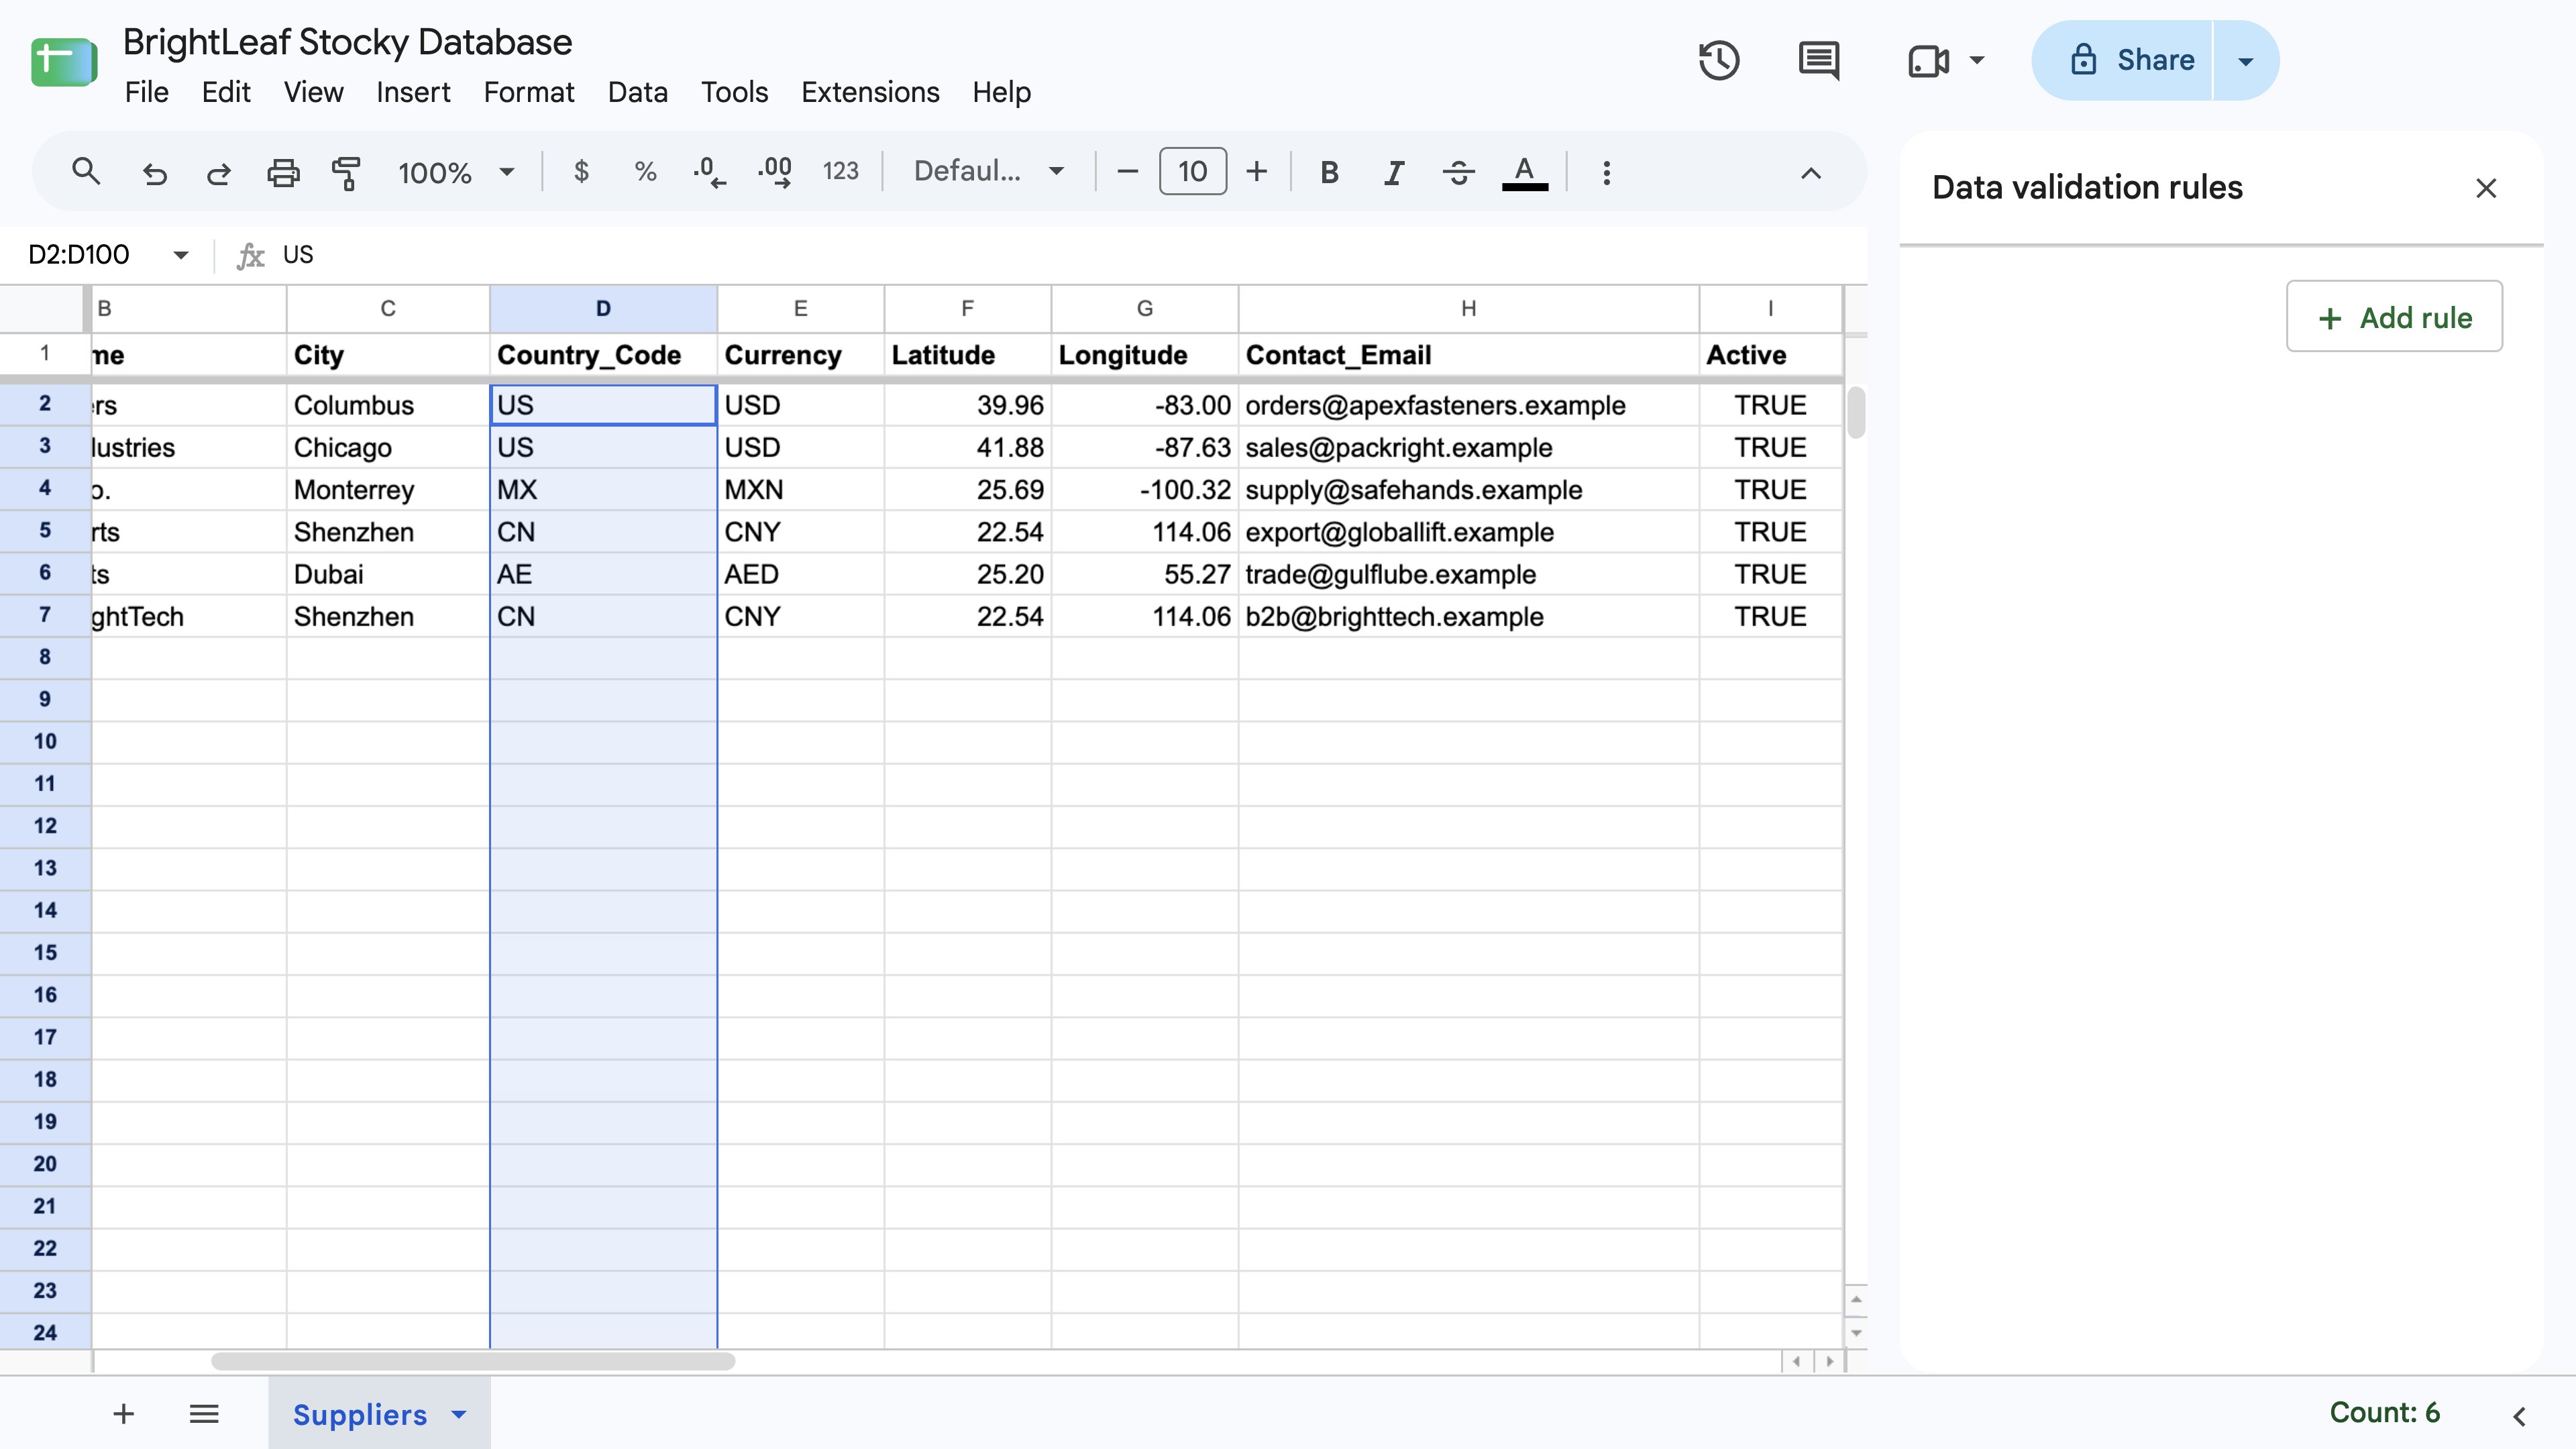 BrightLeaf Stocky Database
File Edit View Insert Format Data Tools Extensions Help
Share
100% $ % .0 .00 123 Defaul... 10 B I A
Data validation rules
D2:D100 fx US
Add rule
B C D E F G H I
1 me City Country_Code Currency Latitude Longitude Contact_Email Active
2 ers Columbus US USD 39.96 -83.00 orders@apexfasteners.example TRUE
3 lustries Chicago US USD 41.88 -87.63 sales@packright.example TRUE
4 o. Monterrey MX MXN 25.69 -100.32 supply@safehands.example TRUE
5 rts Shenzhen CN CNY 22.54 114.06 export@globallift.example TRUE
6 ts Dubai AE AED 25.20 55.27 trade@gulflube.example TRUE
7 ghtTech Shenzhen CN CNY 22.54 114.06 b2b@brighttech.example TRUE
8
9
10
11
12
13
14
15
16
17
18
19
20
21
22
23
24
Suppliers
Count: 6